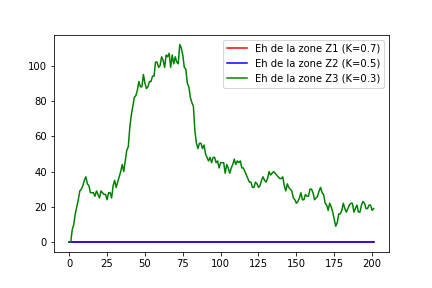 Eh de la zone Z1 (K=0.7)
Eh de la zone Z2 (K=0.5)
Eh de la zone Z3 (K=0.3)
100
80
60
40
20
0
0 25 50 75 100 125 150 175 200